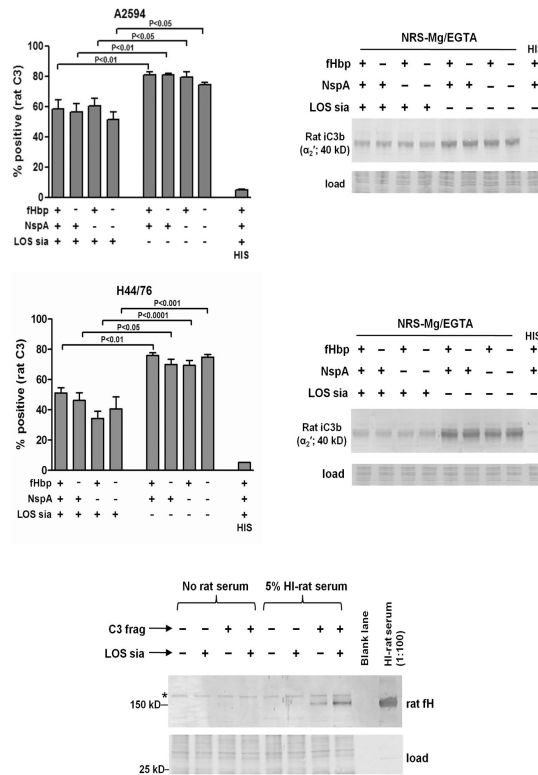 A2594
P<0.05
P<0.05
P<0.01
P<0.01
% positive (rat C3)
100
80
60
40
20
0
fHbp + - + - + - + - +
NspA + + - - + + - - +
LOS sia + + + + - - - - +
HIS
NRS-Mg/EGTA
HIS
fHbp + − + − + − + − +
NspA + + − − + + − − +
LOS sia + + + + − − − −
Rat iC3b
(α₂′; 40 kD)
load
H44/76
P<0.001
P<0.0001
P<0.05
P<0.01
% positive (rat C3)
100
80
60
40
20
0
fHbp + - + - + - + - +
NspA + + - - + + - - +
LOS sia + + + + - - - - +
HIS
NRS-Mg/EGTA
HIS
fHbp + − + − + − + − +
NspA + + − − + + − − +
LOS sia + + + + − − − −
Rat iC3b
(α₂′; 40 kD)
load
No rat serum
5% HI-rat serum
Blank lane
HI-rat serum
(1:100)
C3 frag − − + + − − + +
LOS sia − + − + − + − +
*
150 kD
rat fH
load
25 kD